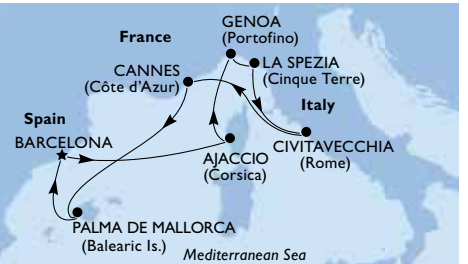 GENOA
(Portofino)
France
LA SPEZIA
(Cinque Terre)
CANNES
(Côte d'Azur)
Italy
Spain
BARCELONA
CIVITAVECCHIA
(Rome)
AJACCIO
(Corsica)
PALMA DE MALLORCA
(Balearic Is.)
Mediterranean Sea